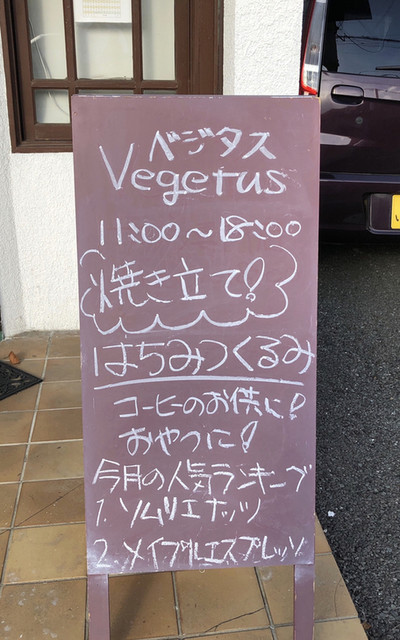 ベジタス
Vegetus
11:00~18:00
焼き立て!
はちみつくるみ
コーヒーのお供に!
おやつに!
今月の人気ランキング
1. ソムリエナッツ
2. メイプルエスプレッソ